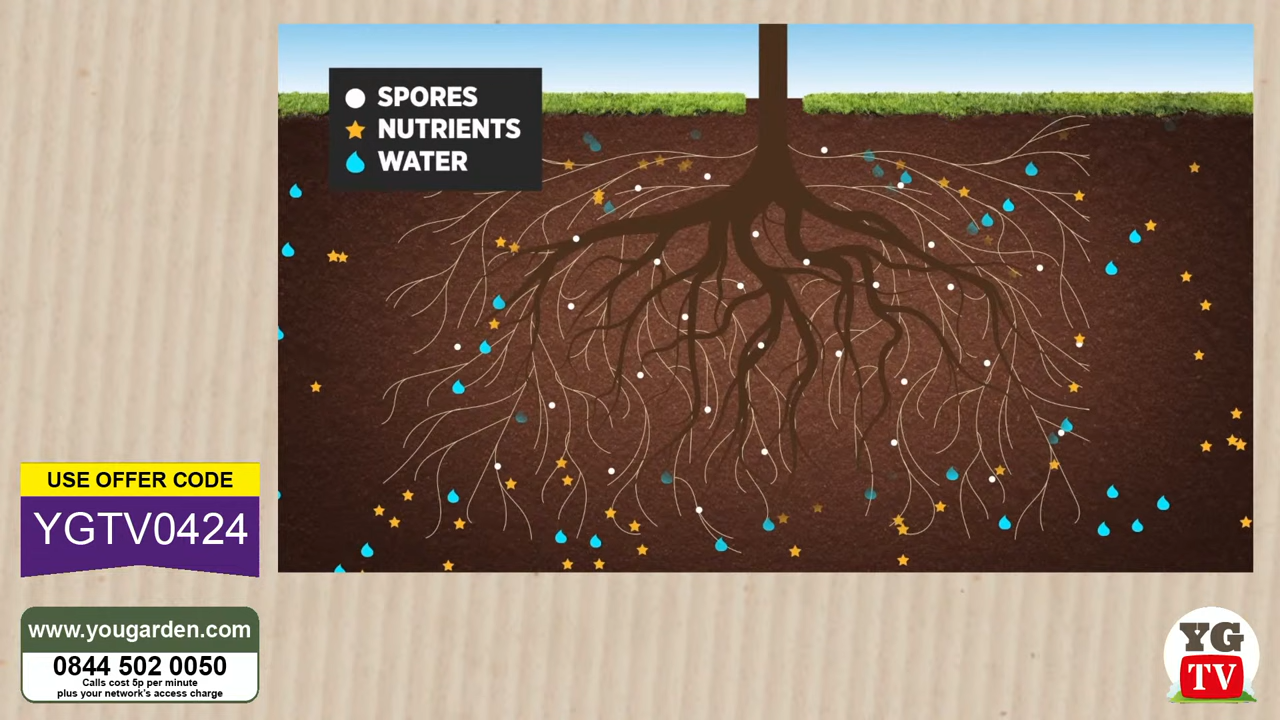 SPORES
NUTRIENTS
WATER
USE OFFER CODE
YGTV0424
www.yougarden.com
0844 502 0050
Calls cost 5p per minute
plus your network's access charge
YG
TV